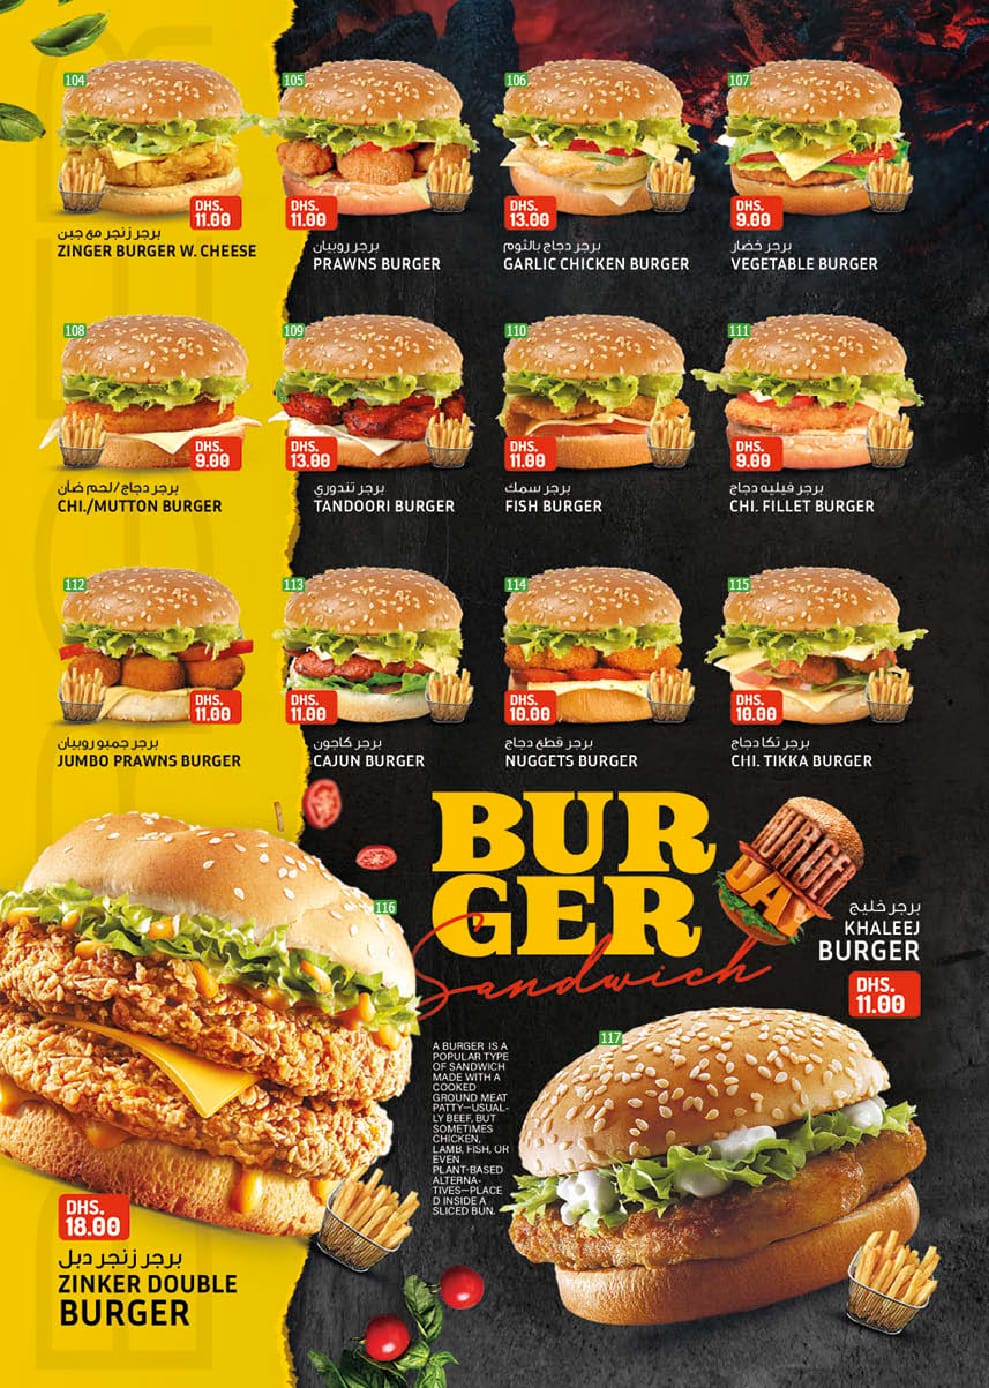 104
DHS.
11.00
برجر زنجر مع جبن
ZINGER BURGER W. CHEESE
105
DHS.
11.00
برجر روبيان
PRAWNS BURGER
106
DHS.
13.00
برجر دجاج بالثوم
GARLIC CHICKEN BURGER
107
DHS.
9.00
برجر خضار
VEGETABLE BURGER
108
DHS.
9.00
برجر دجاج/لحم ضأن
CHI./MUTTON BURGER
109
DHS.
13.00
برجر تندوري
TANDOORI BURGER
110
DHS.
11.00
برجر سمك
FISH BURGER
111
DHS.
9.00
برجر فيليه دجاج
CHI. FILLET BURGER
112
DHS.
11.00
برجر جمبو روبيان
JUMBO PRAWNS BURGER
113
DHS.
11.00
برجر كاجون
CAJUN BURGER
114
DHS.
10.00
برجر قطع دجاج
NUGGETS BURGER
115
DHS.
10.00
برجر تكا دجاج
CHI. TIKKA BURGER
BUR
GER
Sandwich
116
DHS.
18.00
برجر زنجر دبل
ZINKER DOUBLE
BURGER
A BURGER IS A
POPULAR TYPE
OF SANDWICH
MADE WITH A
COOKED
GROUND MEAT
PATTY—USUAL-
LY BEEF, BUT
SOMETIMES
CHICKEN,
LAMB, FISH, OR
EVEN
PLANT-BASED
ALTERNA-
TIVES—PLACE
D INSIDE A
SLICED BUN.
برجر خليج
KHALEEJ
BURGER
DHS.
11.00
117